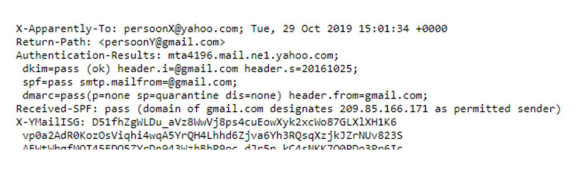 X-Apparently-To: persoonX@yahoo.com; Tue, 29 Oct 2019 15:01:34 +0000
Return-Path: <persoonY@gmail.com>
Authentication-Results: mta4196.mail.ne1.yahoo.com;
dkim=pass (ok) header.i=@gmail.com header.s=20161025;
spf=pass smtp.mailfrom=@gmail.com;
dmarc=pass(p=none sp=quarantine dis=none) header.from=gmail.com;
Received-SPF: pass (domain of gmail.com designates 209.85.166.171 as permitted sender)
X-YMailISG: D51fhZgWLDu_aVz8WwVj8ps4cuEowXyk2xcWo87GLXlXH1K6
vp0a2AdR0KozOsViqhi4wqA5YrQH4Lhhd6Zjva6Yh3RQsqXzjkJZrNUv823S